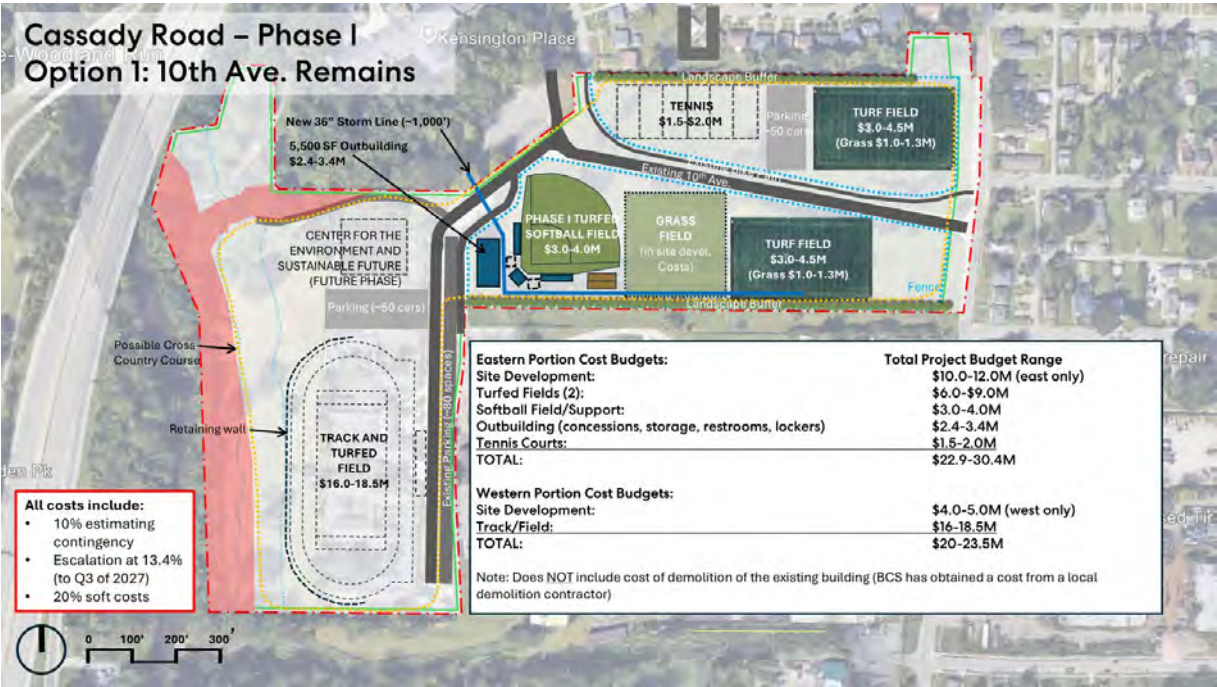 Cassady Road – Phase I
Option 1: 10th Ave. Remains
e-Woodland Run
Kensington Place
New 36" Storm Line (~1,000')
5,500 SF Outbuilding
$2.4-3.4M
Landscape Buffer
TENNIS
$1.5-$2.0M
Parking
~50 cars
TURF FIELD
$3.0-4.5M
(Grass $1.0-1.3M)
Existing Bike Path
Existing 10th Ave.
PHASE I TURFED
SOFTBALL FIELD
$3.0-4.0M
GRASS
FIELD
(in site devel.
Costs)
TURF FIELD
$3.0-4.5M
(Grass $1.0-1.3M)
Fence
Landscape Buffer
CENTER FOR THE
ENVIRONMENT AND
SUSTAINABLE FUTURE
(FUTURE PHASE)
Parking (~50 cars)
Possible Cross
Country Course
Retaining wall
TRACK AND
TURFED
FIELD
$16.0-18.5M
Existing Parking (~80 spaces)
den Pk
repair
Eastern Portion Cost Budgets: Total Project Budget Range
Site Development: $10.0-12.0M (east only)
Turfed Fields (2): $6.0-$9.0M
Softball Field/Support: $3.0-4.0M
Outbuilding (concessions, storage, restrooms, lockers) $2.4-3.4M
Tennis Courts: $1.5-2.0M
TOTAL: $22.9-30.4M
Western Portion Cost Budgets:
Site Development: $4.0-5.0M (west only)
Track/Field: $16-18.5M
TOTAL: $20-23.5M
Note: Does NOT include cost of demolition of the existing building (BCS has obtained a cost from a local
demolition contractor)
All costs include:
• 10% estimating
contingency
• Escalation at 13.4%
(to Q3 of 2027)
• 20% soft costs
0 100' 200' 300'